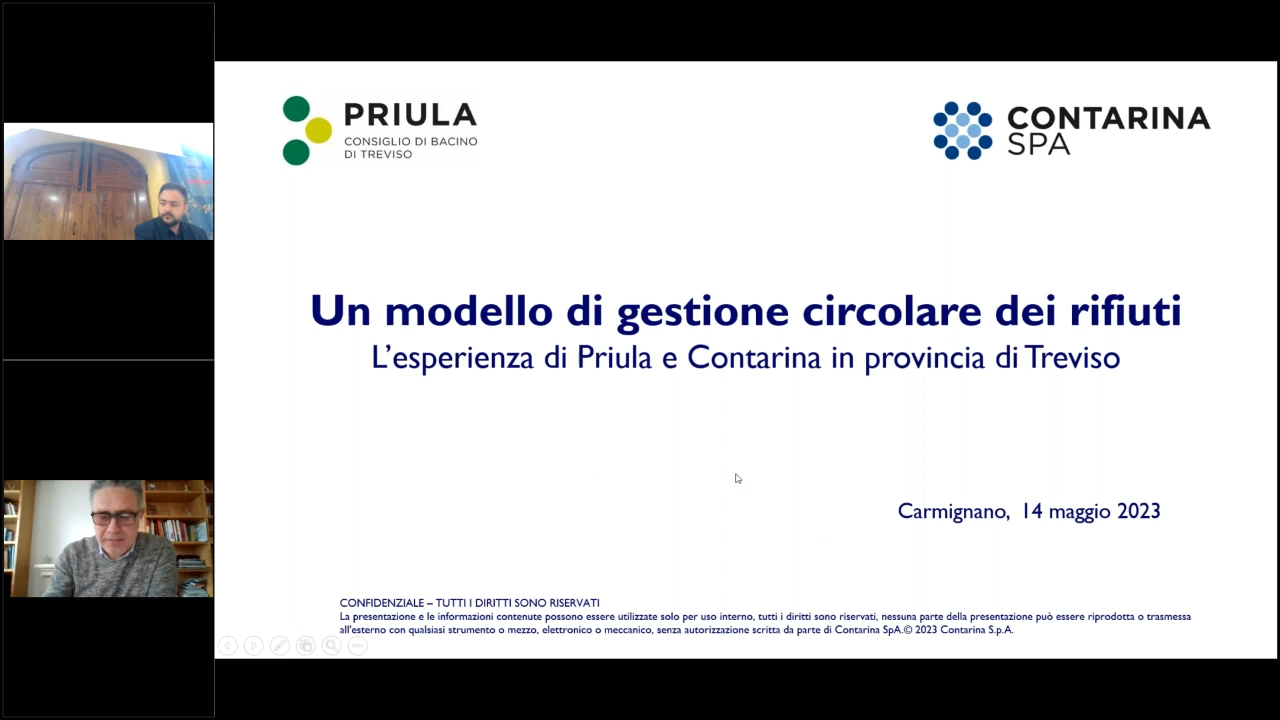 PRIULA
CONSIGLIO DI BACINO
DI TREVISO
CONTARINA
SPA
Un modello di gestione circolare dei rifiuti
L'esperienza di Priula e Contarina in provincia di Treviso
Carmignano, 14 maggio 2023
CONFIDENZIALE – TUTTI I DIRITTI SONO RISERVATI
La presentazione e le informazioni contenute possono essere utilizzate solo per uso interno, tutti i diritti sono riservati, nessuna parte della presentazione può essere riprodotta o trasmessa
all'esterno con qualsiasi strumento o mezzo, elettronico o meccanico, senza autorizzazione scritta da parte di Contarina SpA.© 2023 Contarina S.p.A.